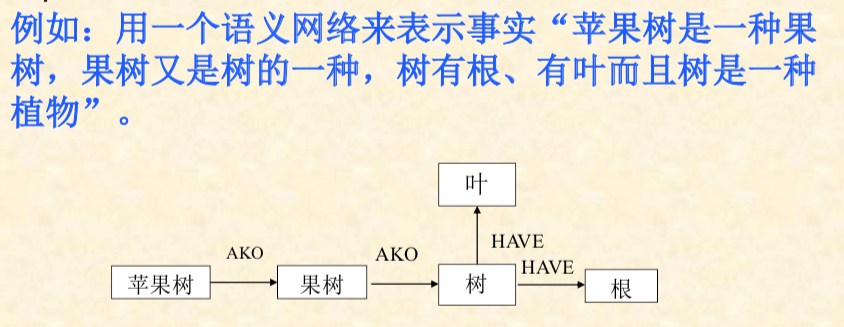 例如：用一个语义网络来表示事实“苹果树是一种果
树，果树又是树的一种，树有根、有叶而且树是一种
植物”。
叶
HAVE
AKO
AKO
HAVE
苹果树
果树
树
根